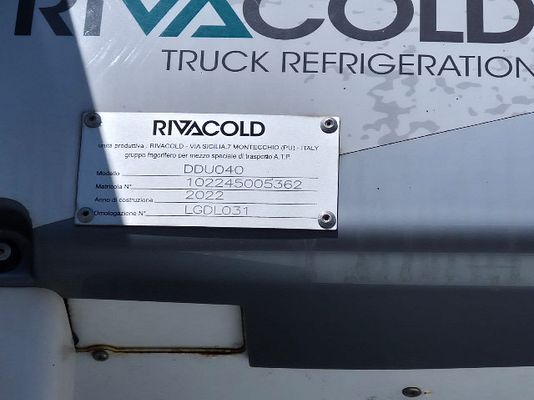 RIVACOLD
TRUCK REFRIGERATION
RIVACOLD
unità produttiva : RIVACOLD - VIA SICILIA,7 MONTECCHIO (PU) - ITALY
gruppo frigorifero per mezzo speciale di trasporto A.T.P.
Modello DDU040
Matricola N° 102245005362
Anno di costruzione 2022
Omologazione N° LGDL031